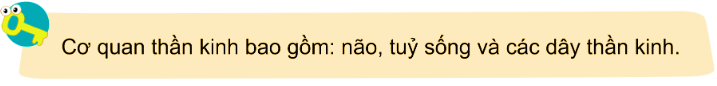 Cơ quan thần kinh bao gồm: não, tuỷ sống và các dây thần kinh.